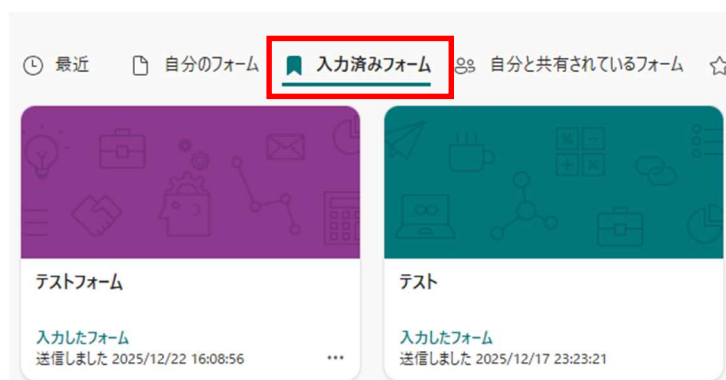 最近
自分のフォーム
入力済みフォーム
自分と共有されているフォーム
テストフォーム
入力したフォーム
送信しました 2025/12/22 16:08:56
テスト
入力したフォーム
送信しました 2025/12/17 23:23:21